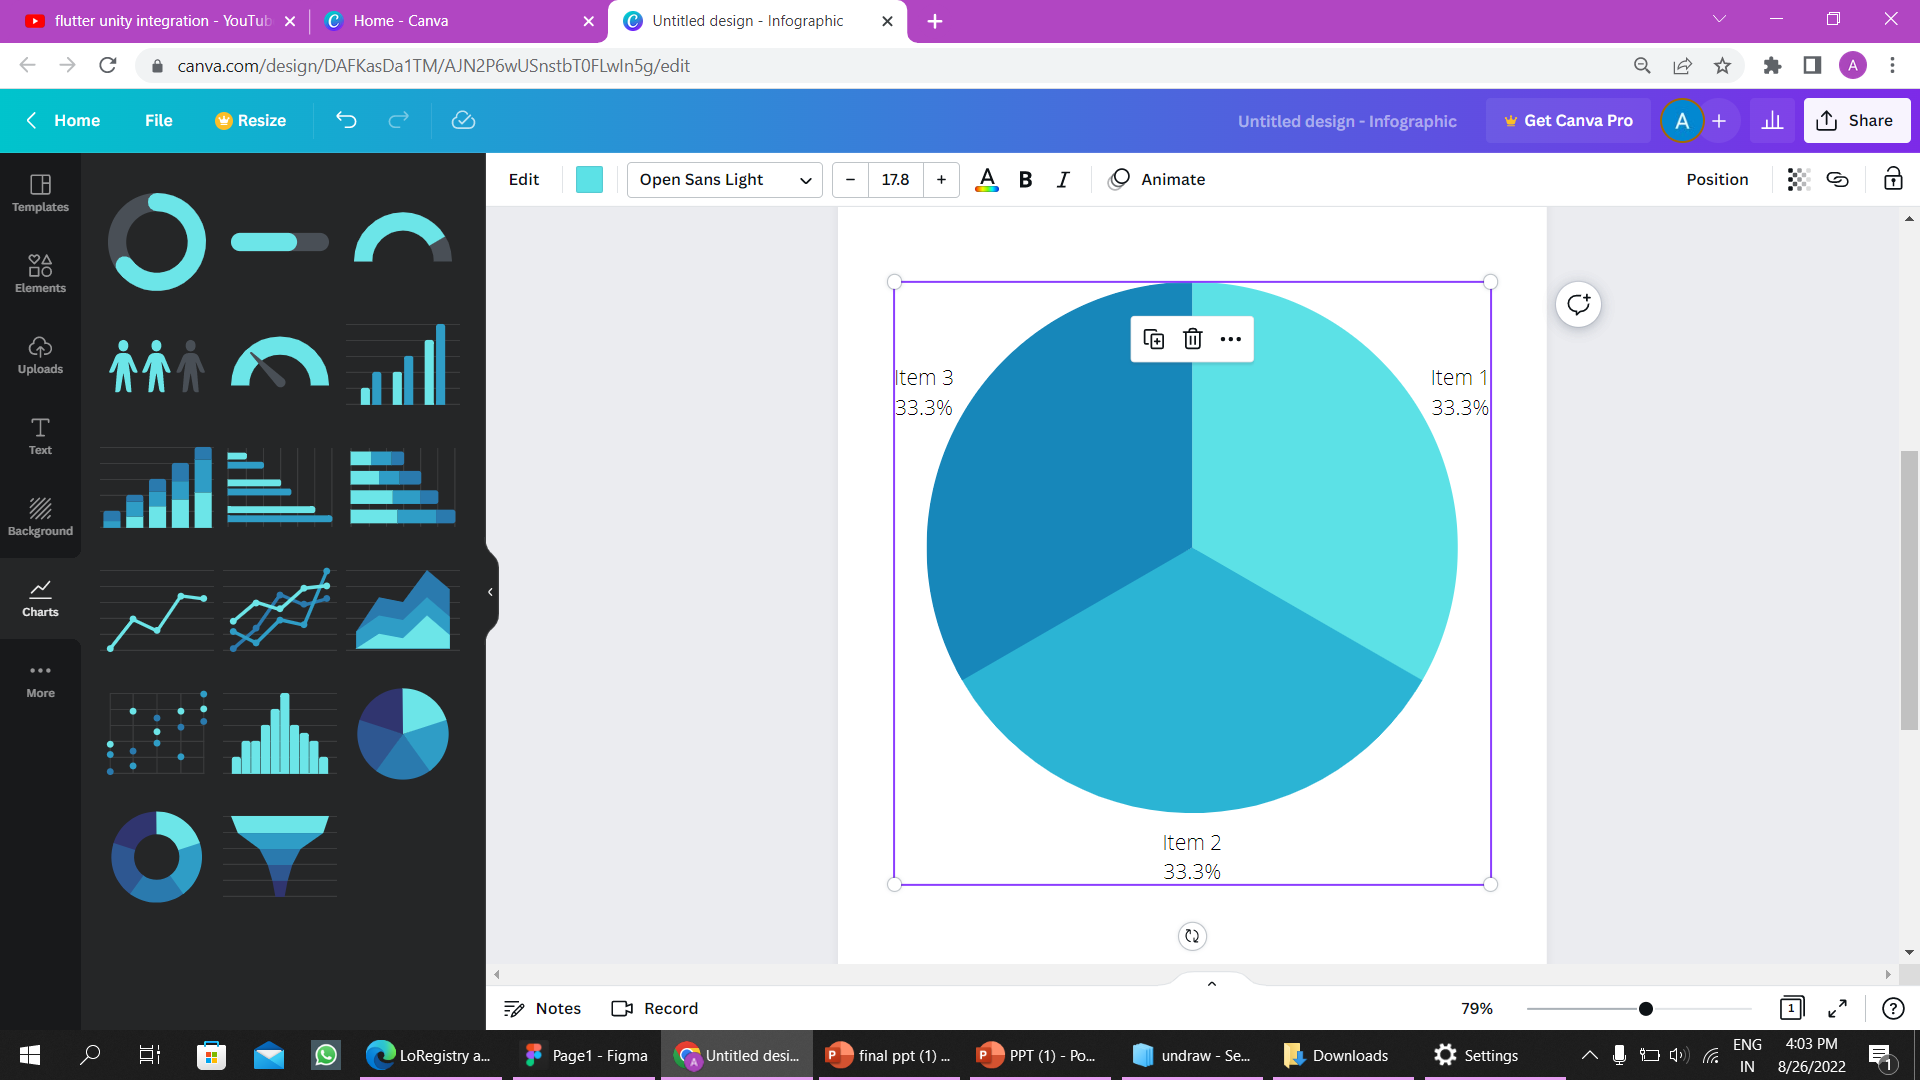 flutter unity integration - YouTub
Home - Canva
Untitled design - Infographic
canva.com/design/DAFKasDa1TM/AJN2P6wUSnstbT0FLwIn5g/edit
A
Home
File
Resize
Untitled design - Infographic
Get Canva Pro
A
Share
Templates
Elements
Uploads
Text
Background
Charts
More
Edit
Open Sans Light
17.8
A
B
I
Animate
Position
Item 3
33.3%
Item 1
33.3%
Item 2
33.3%
Notes
Record
79%
1
LoRegistry a...
Page1 - Figma
Untitled desi...
final ppt (1) ...
PPT (1) - Po...
undraw - Se...
Downloads
Settings
ENG
IN
4:03 PM
8/26/2022
1